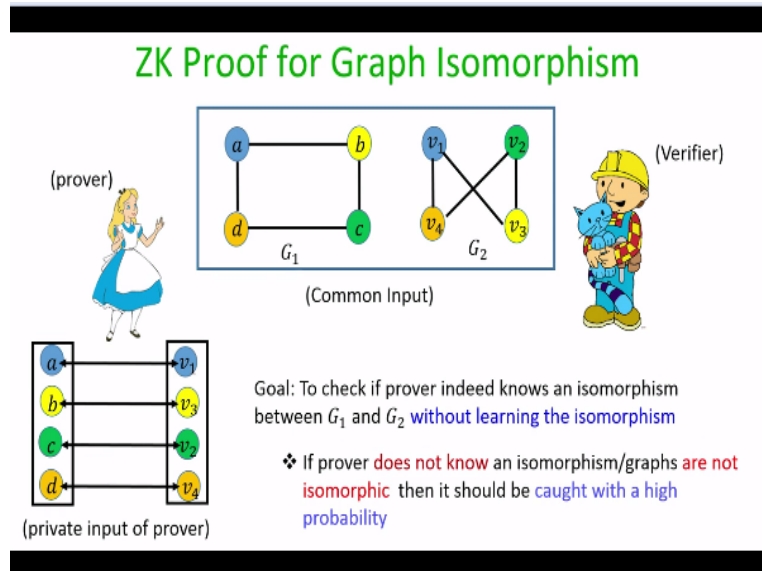 ZK Proof for Graph Isomorphism
(prover)
a
b
d
c
G₁
v₁
v₂
v₄
v₃
G₂
(Verifier)
(Common Input)
a v₁
b v₃
c v₂
d v₄
(private input of prover)
Goal: To check if prover indeed knows an isomorphism
between G₁ and G₂ without learning the isomorphism
❖ If prover does not know an isomorphism/graphs are not
isomorphic then it should be caught with a high
probability